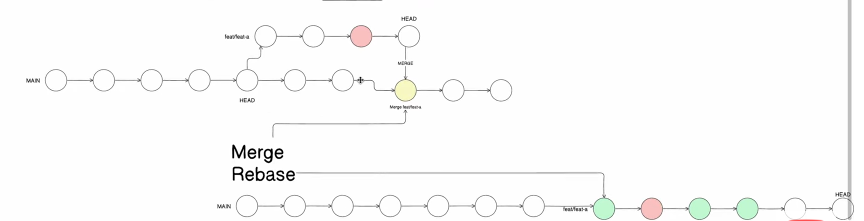 HEAD
feat/feat-a
MERGE
MAIN
HEAD
Merge feat/feat-a
Merge
Rebase
HEAD
MAIN
feat/feat-a